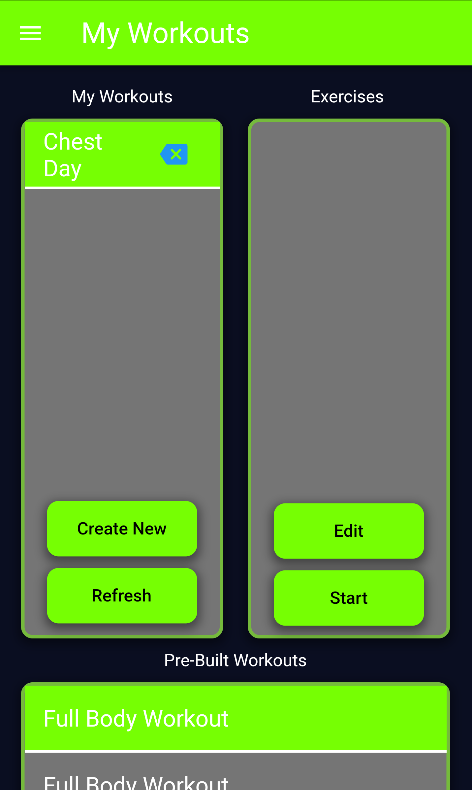 My Workouts
My Workouts
Exercises
Chest
Day
Create New
Refresh
Edit
Start
Pre-Built Workouts
Full Body Workout
Full Body Workout